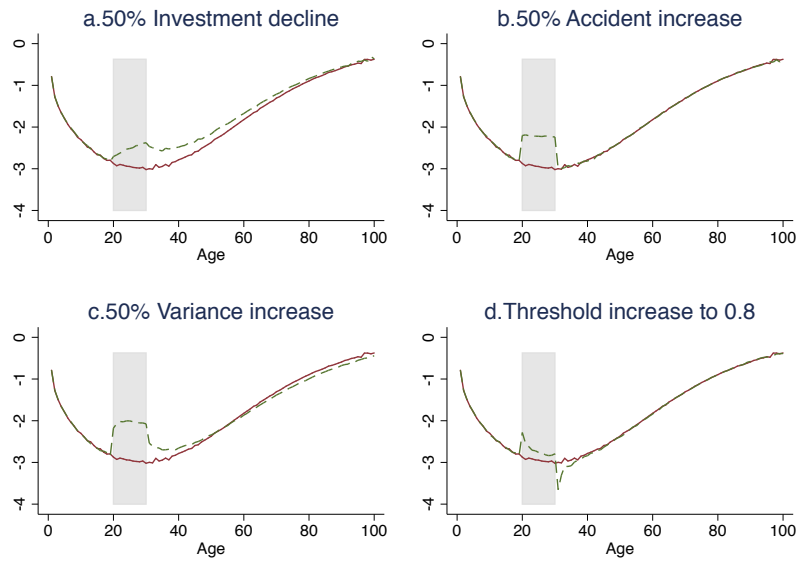 a.50% Investment decline
0
-1
-2
-3
-4
0 20 40 60 80 100
Age
b.50% Accident increase
0
-1
-2
-3
-4
0 20 40 60 80 100
Age
c.50% Variance increase
0
-1
-2
-3
-4
0 20 40 60 80 100
Age
d.Threshold increase to 0.8
0
-1
-2
-3
-4
0 20 40 60 80 100
Age